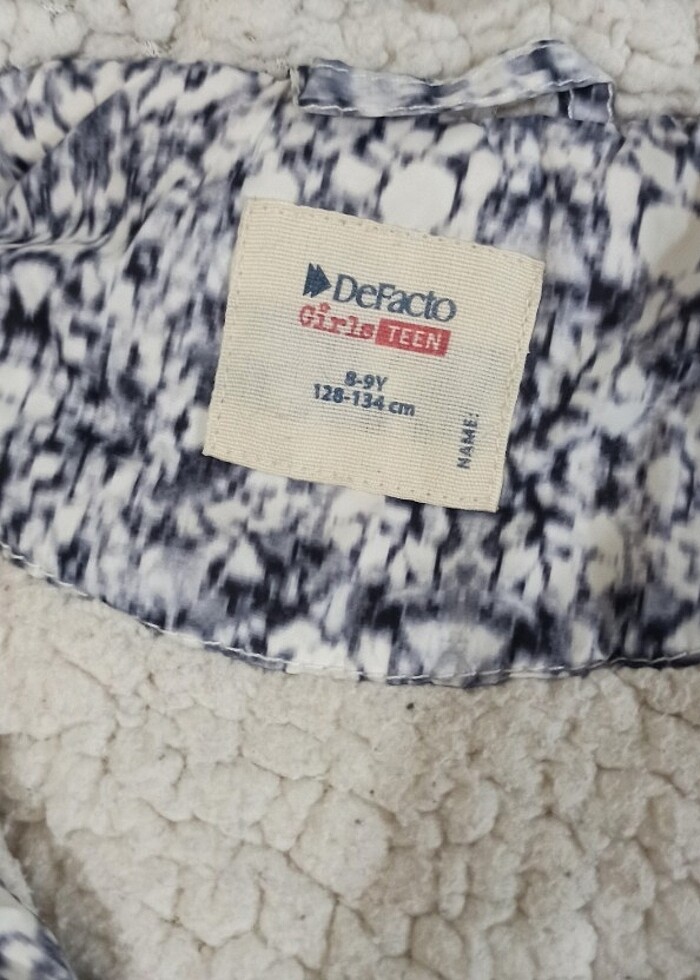 DeFacto
Girls TEEN
8-9Y
128-134 cm
NAME: